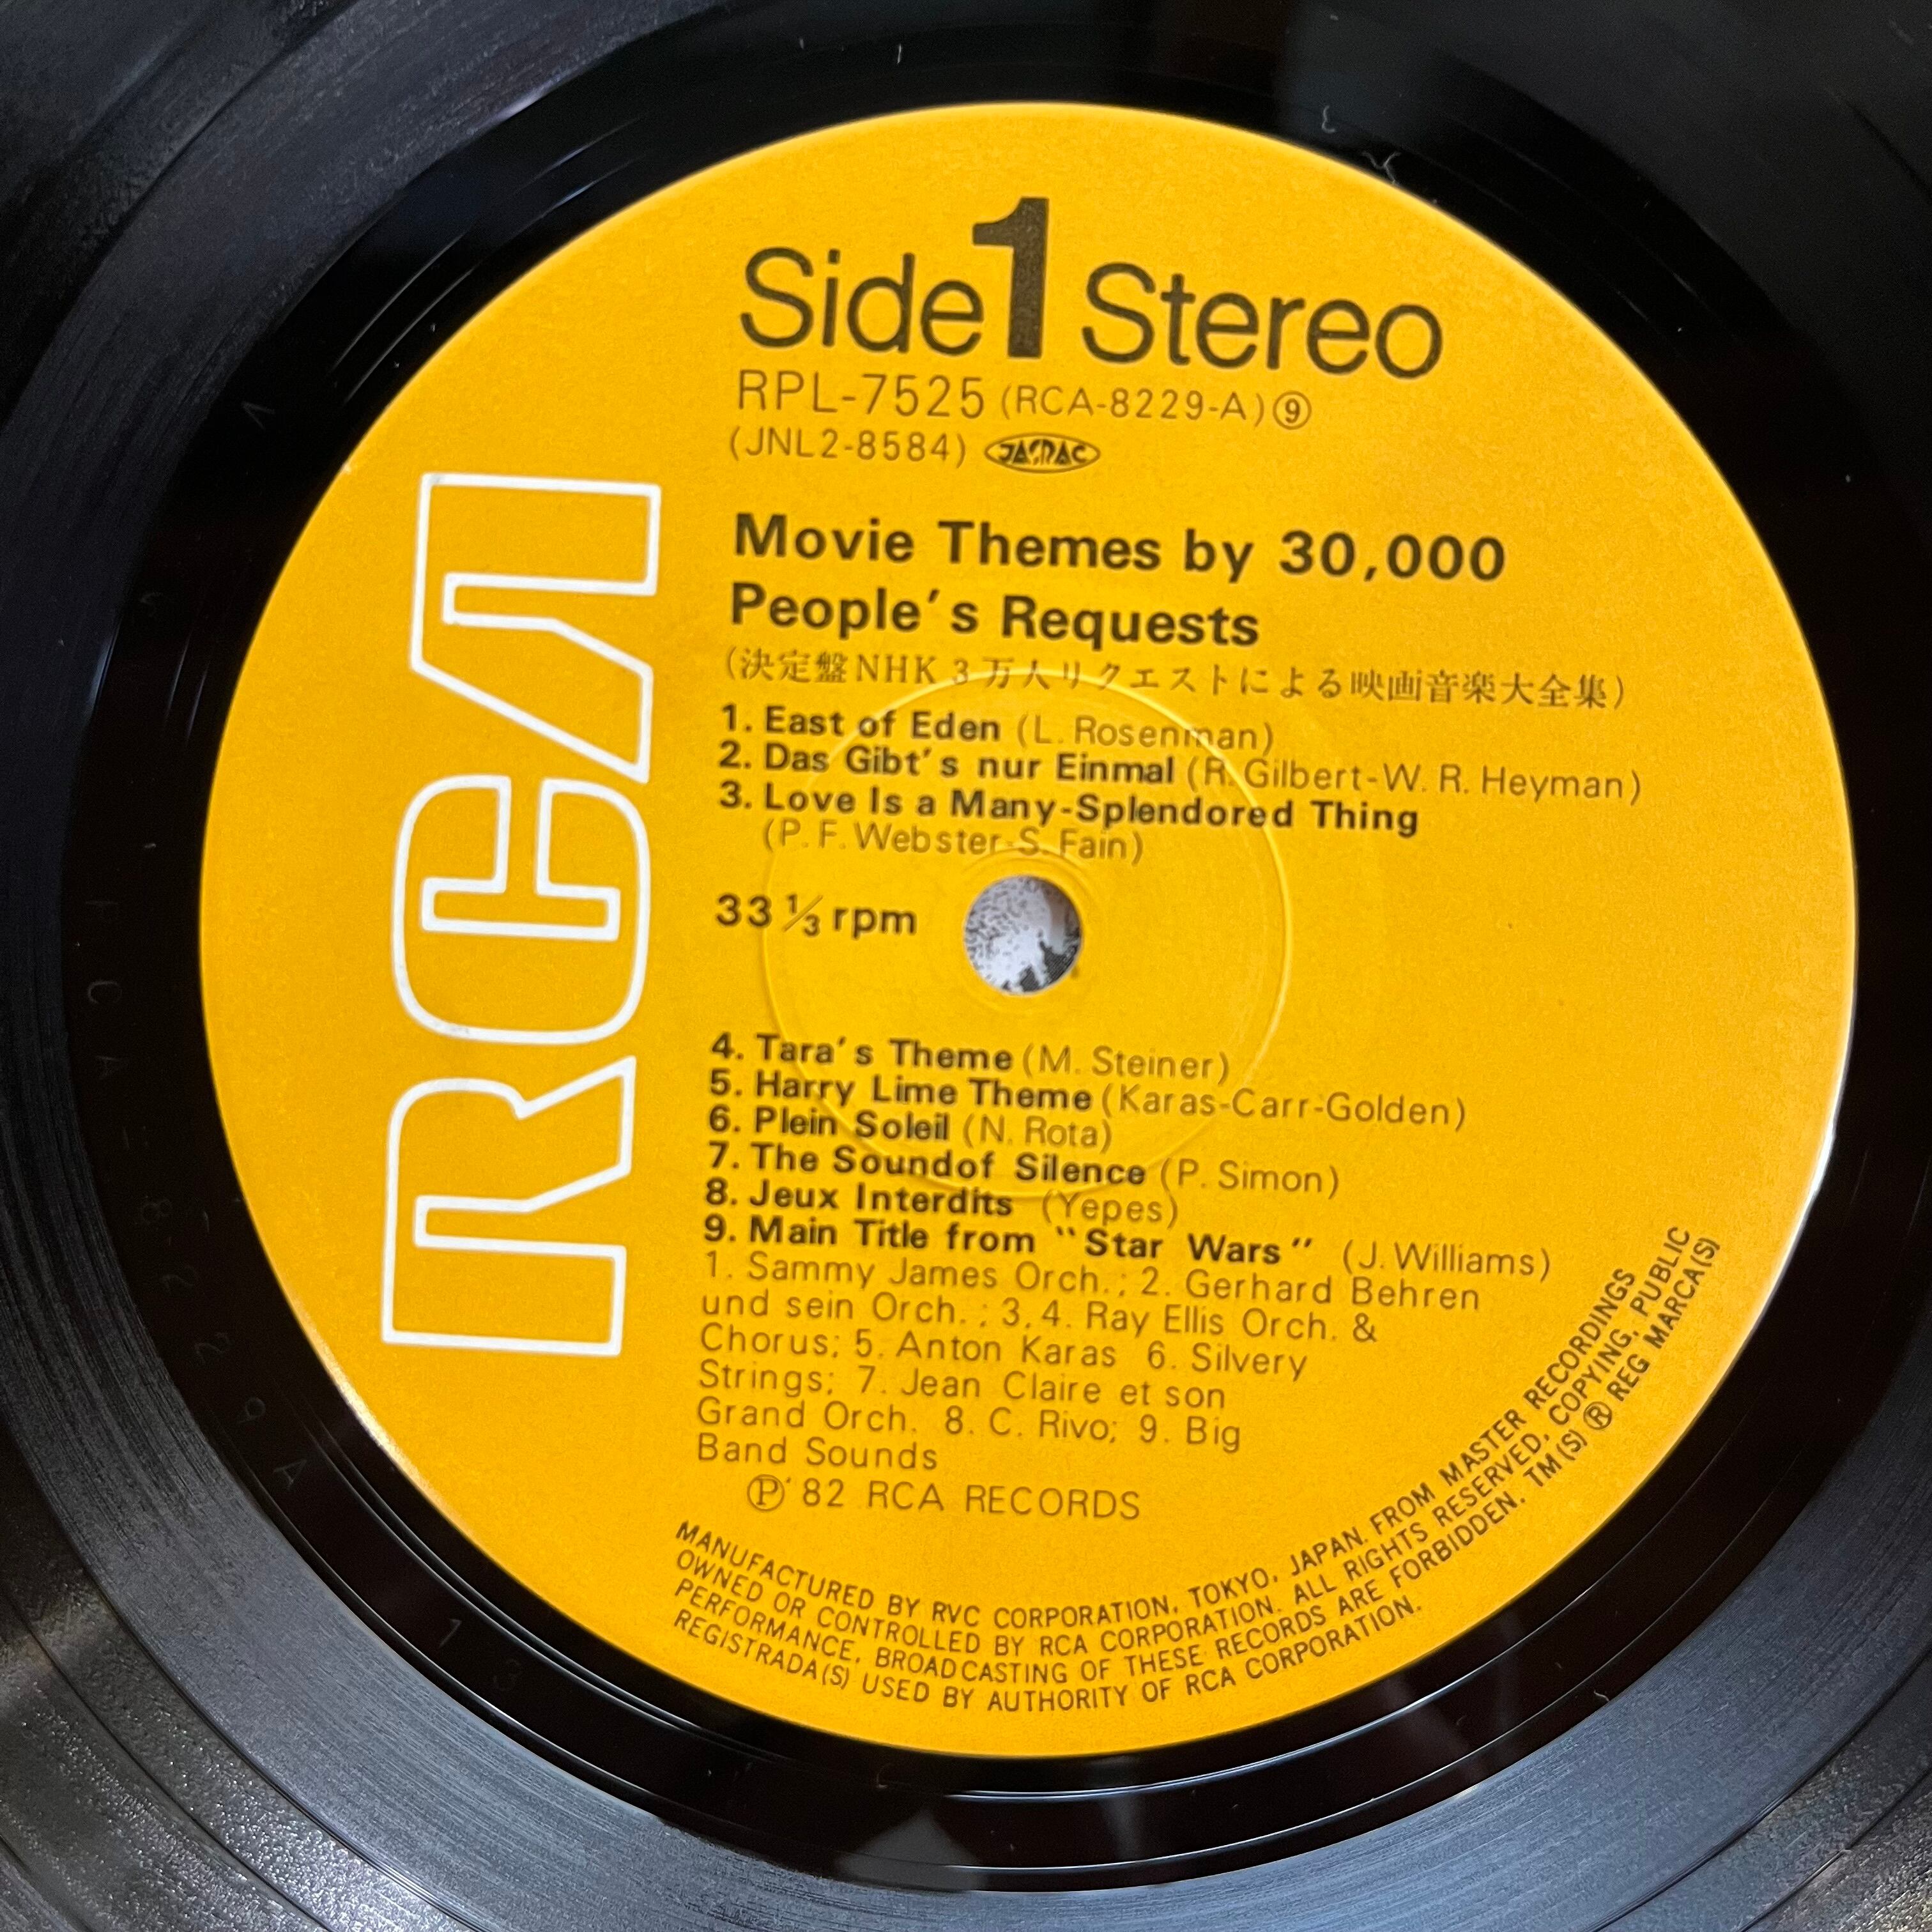 Side 1 Stereo
RPL-7525 (RCA-8229-A) ⑨
(JNL2-8584) JASRAC
Movie Themes by 30,000
People's Requests
(決定盤NHK3万人リクエストによる映画音楽大全集)
1. East of Eden (L. Rosenman)
2. Das Gibt's nur Einmal (R. Gilbert-W. R. Heyman)
3. Love Is a Many-Splendored Thing
(P. F. Webster-S. Fain)
33 1/3 rpm
4. Tara's Theme (M. Steiner)
5. Harry Lime Theme (Karas-Carr-Golden)
6. Plein Soleil (N. Rota)
7. The Soundof Silence (P. Simon)
8. Jeux Interdits (Yepes)
9. Main Title from "Star Wars" (J. Williams)
1. Sammy James Orch.; 2. Gerhard Behren
und sein Orch.; 3, 4. Ray Ellis Orch. &
Chorus; 5. Anton Karas 6. Silvery
Strings; 7. Jean Claire et son
Grand Orch. 8. C. Rivo; 9. Big
Band Sounds
Ⓟ '82 RCA RECORDS
MANUFACTURED BY RVC CORPORATION, TOKYO, JAPAN. FROM MASTER RECORDINGS
OWNED OR CONTROLLED BY RCA CORPORATION. ALL RIGHTS RESERVED, COPYING, PUBLIC
PERFORMANCE, BROADCASTING OF THESE RECORDS ARE FORBIDDEN. TM(S) ® REG MARCA(S)
REGISTRADA(S) USED BY AUTHORITY OF RCA CORPORATION.
RCA
RCA-8229A
13